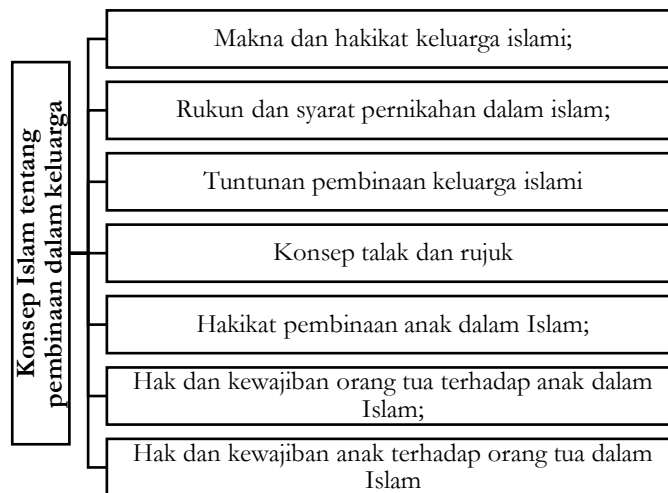 Konsep Islam tentang
pembinaan dalam keluarga
Makna dan hakikat keluarga islami;
Rukun dan syarat pernikahan dalam islam;
Tuntunan pembinaan keluarga islami
Konsep talak dan rujuk
Hakikat pembinaan anak dalam Islam;
Hak dan kewajiban orang tua terhadap anak dalam
Islam;
Hak dan kewajiban anak terhadap orang tua dalam
Islam